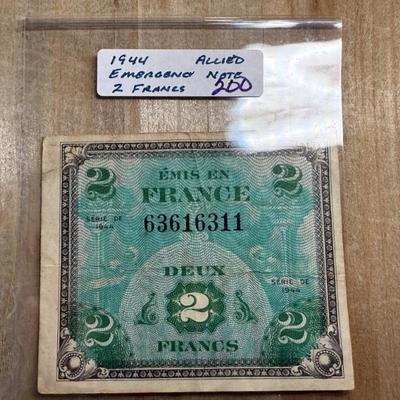 1944 ALLIED
EMERGENCY NOTE
2 FRANCS 200
2 ÉMIS EN 2
FRANCE
63616311
SERIE DE
1944
DEUX
2
SERIE DE
1944
2 FRANCS 2